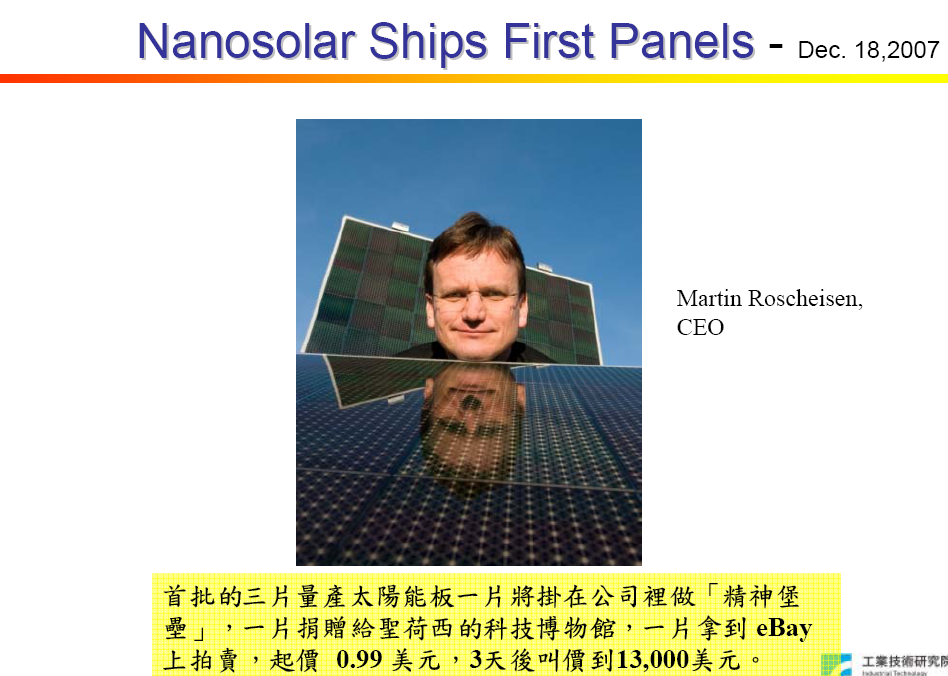 Nanosolar Ships First Panels - Dec. 18,2007
Martin Roscheisen,
CEO
首批的三片量產太陽能板一片將掛在公司裡做「精神堡
壘」，一片捐贈給聖荷西的科技博物館，一片拿到 eBay
上拍賣，起價 0.99 美元，3天後叫價到13,000美元。
工業技術研究院
Industrial Technology